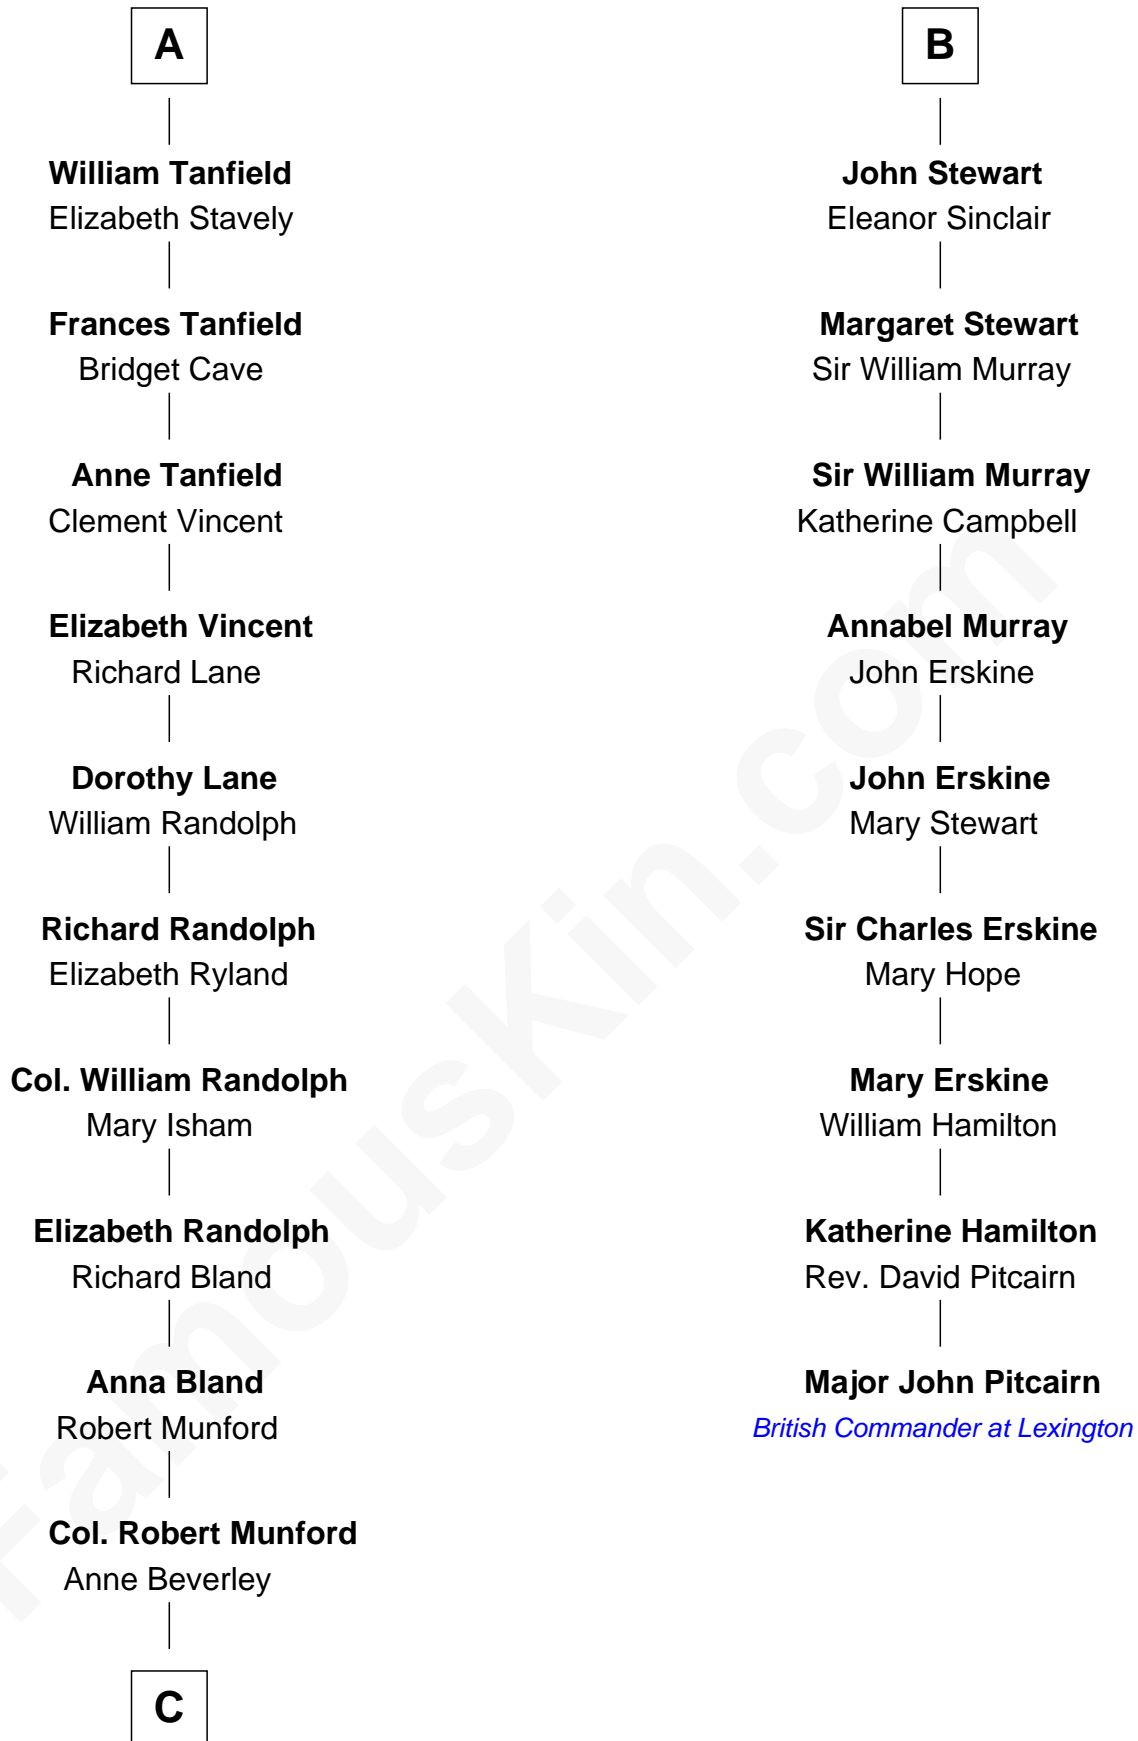 A
William Tanfield
Elizabeth Stavely
Frances Tanfield
Bridget Cave
Anne Tanfield
Clement Vincent
Elizabeth Vincent
Richard Lane
Dorothy Lane
William Randolph
Richard Randolph
Elizabeth Ryland
Col. William Randolph
Mary Isham
Elizabeth Randolph
Richard Bland
Anna Bland
Robert Munford
Col. Robert Munford
Anne Beverley
C
B
John Stewart
Eleanor Sinclair
Margaret Stewart
Sir William Murray
Sir William Murray
Katherine Campbell
Annabel Murray
John Erskine
John Erskine
Mary Stewart
Sir Charles Erskine
Mary Hope
Mary Erskine
William Hamilton
Katherine Hamilton
Rev. David Pitcairn
Major John Pitcairn
British Commander at Lexington
FamousKin.com